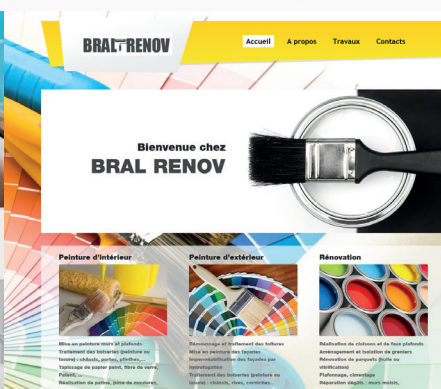 BRAL RENOV
Accueil
A propos
Travaux
Contacts
Bienvenue chez
BRAL RENOV
Peinture d'intérieur
Mise en peinture murs et plafonds
Traitement des boiseries (peinture ou
lasure) : châssis, portes, plinthes,...
Tapissage de papier peint, fibre de verre,
Patent, ...
Réalisation de patine, pose de moulures,
Peinture d'extérieur
Démoussage et traitement des toitures
Mise en peinture des façades
Imperméabilisation des façades par
hydrofugation
Traitement des boiseries (peinture ou
lasure) : châssis, rives, corniches...
Rénovation
Réalisation de cloisons et de faux plafonds
Aménagement et isolation de greniers
Rénovation de parquets (huile ou
vitrification)
Plafonnage, cimentage
Réparation dégâts : murs moisis,